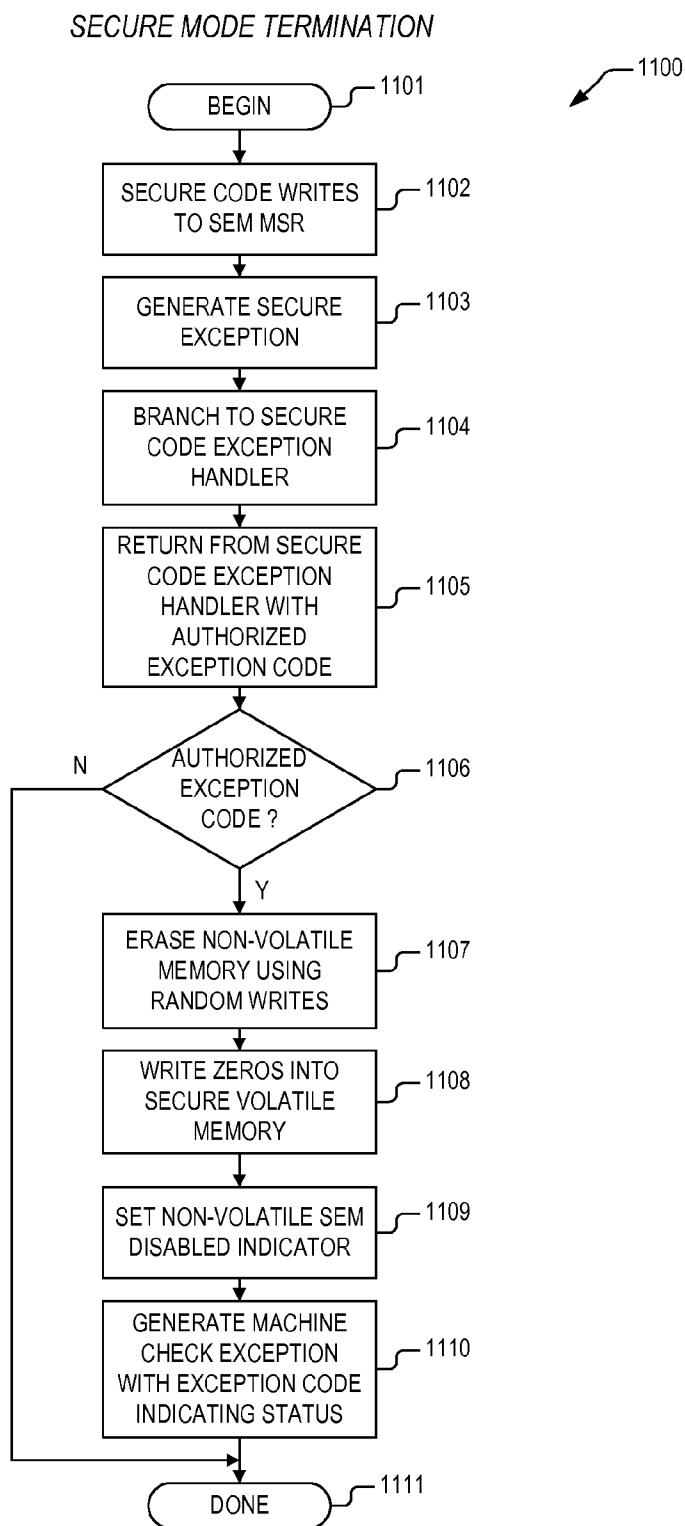 SECURE MODE TERMINATION
1100
BEGIN
1101
SECURE CODE WRITES
TO SEM MSR
1102
GENERATE SECURE
EXCEPTION
1103
BRANCH TO SECURE
CODE EXCEPTION
HANDLER
1104
RETURN FROM SECURE
CODE EXCEPTION
HANDLER WITH
AUTHORIZED
EXCEPTION CODE
1105
AUTHORIZED
EXCEPTION
CODE ?
1106
N
Y
ERASE NON-VOLATILE
MEMORY USING
RANDOM WRITES
1107
WRITE ZEROS INTO
SECURE VOLATILE
MEMORY
1108
SET NON-VOLATILE SEM
DISABLED INDICATOR
1109
GENERATE MACHINE
CHECK EXCEPTION
WITH EXCEPTION CODE
INDICATING STATUS
1110
DONE
1111